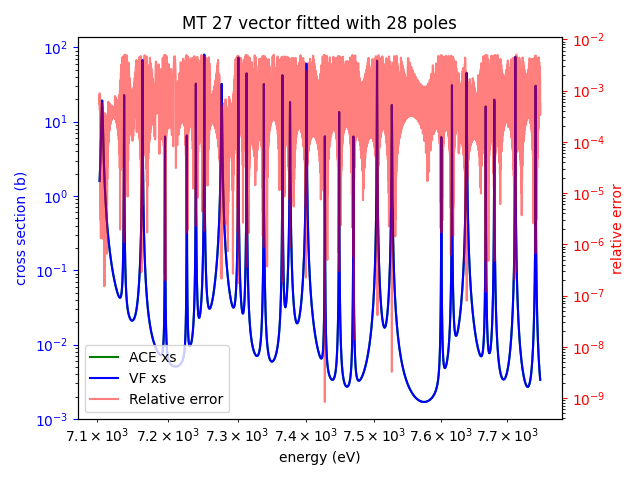 MT 27 vector fitted with 28 poles
cross section (b)
10²
10¹
10⁰
10⁻¹
10⁻²
10⁻³
relative error
10⁻²
10⁻³
10⁻⁴
10⁻⁵
10⁻⁶
10⁻⁷
10⁻⁸
10⁻⁹
ACE xs
VF xs
Relative error
7.1 × 10³ 7.2 × 10³ 7.3 × 10³ 7.4 × 10³ 7.5 × 10³ 7.6 × 10³ 7.7 × 10³
energy (eV)